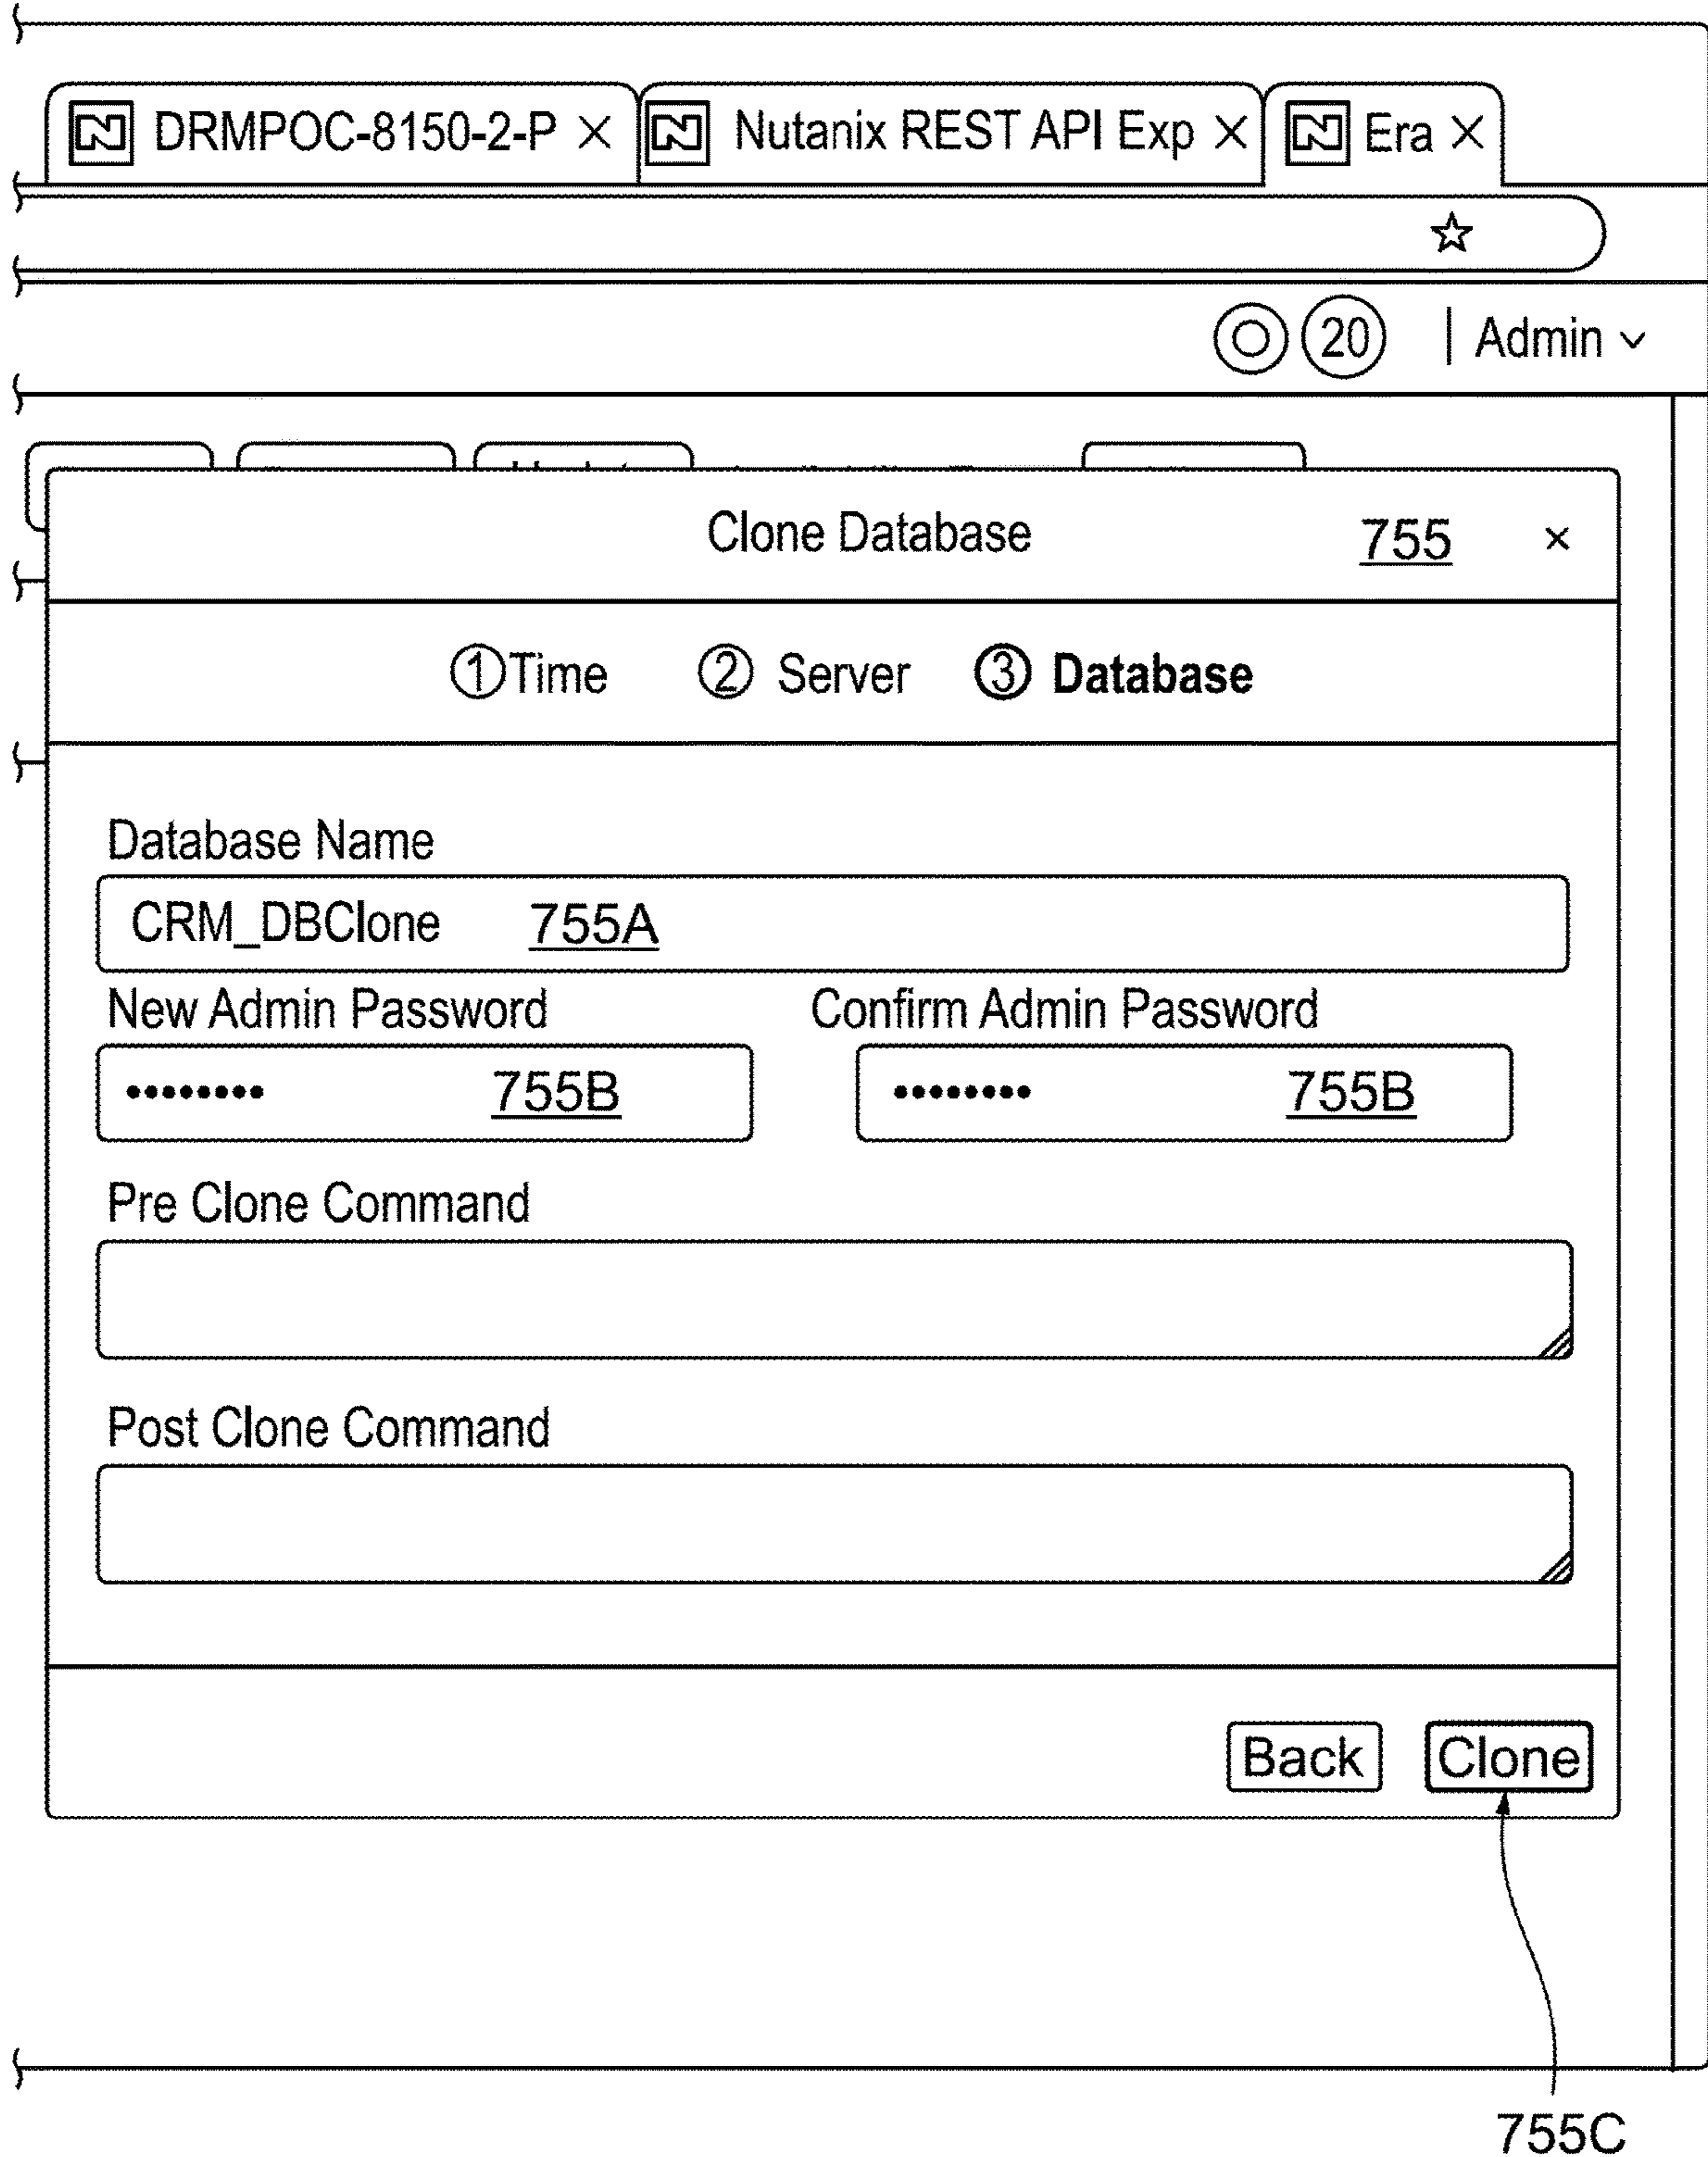 DRMPOC-8150-2-P × Nutanix REST API Exp × Era ×
20 | Admin
Clone Database 755 ×
1 Time 2 Server 3 Database
Database Name
CRM_DBClone 755A
New Admin Password Confirm Admin Password
•••••••• 755B •••••••• 755B
Pre Clone Command
Post Clone Command
Back Clone
755C